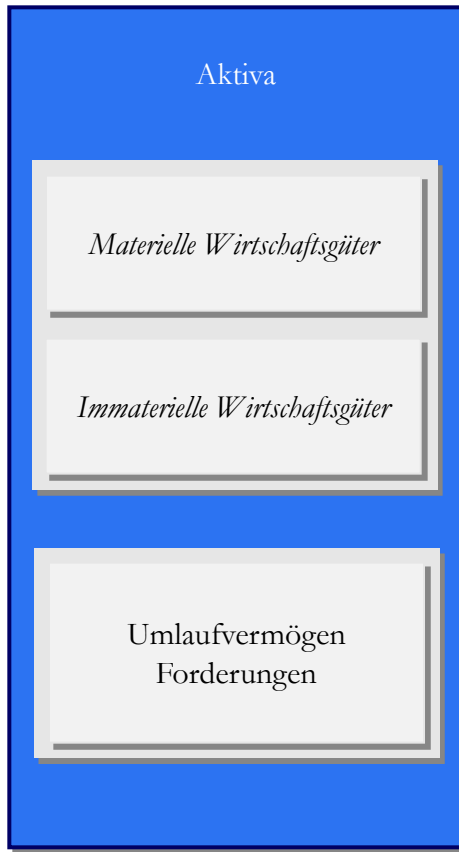 Aktiva
Materielle Wirtschaftsgüter
Immaterielle Wirtschaftsgüter
Umlaufvermögen
Forderungen